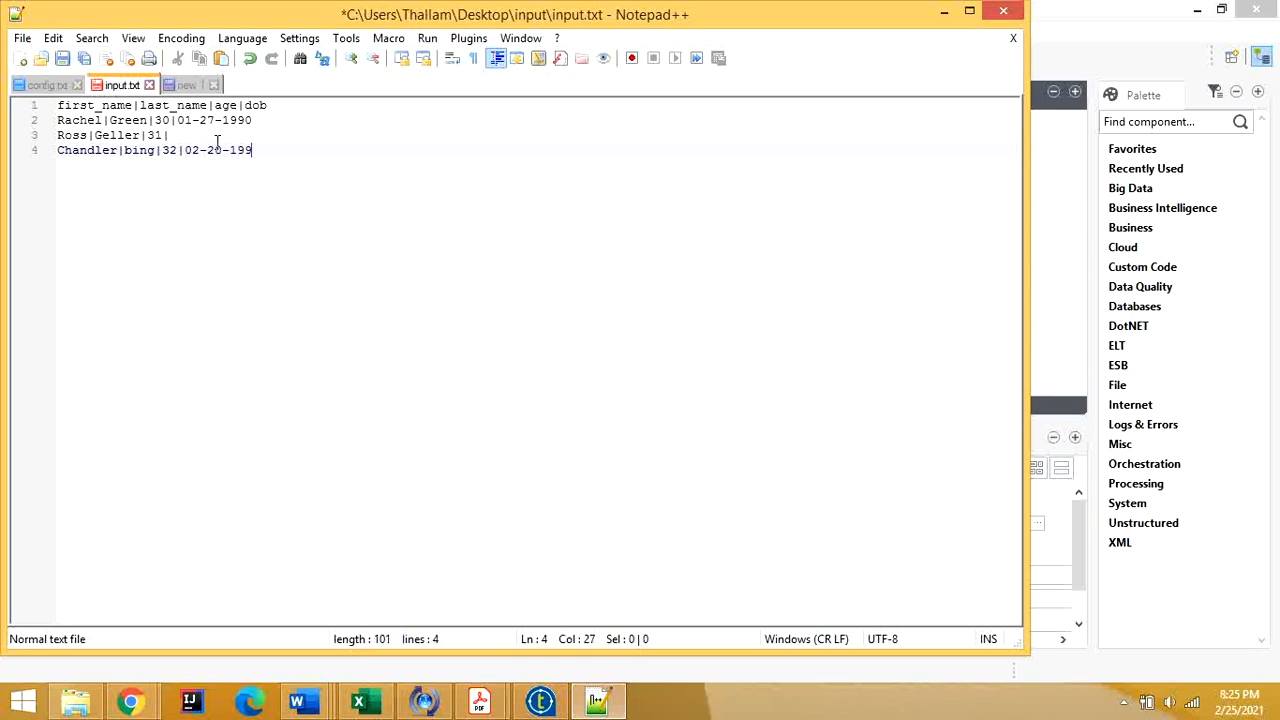 *C:\Users\Thallam\Desktop\input\input.txt - Notepad++
File Edit Search View Encoding Language Settings Tools Macro Run Plugins Window ? X
config.txt input.txt new
1 first_name|last_name|age|dob
2 Rachel|Green|30|01-27-1990
3 Ross|Geller|31|
4 Chandler|bing|32|02-20-199
Normal text file length : 101 lines : 4 Ln : 4 Col : 27 Sel : 0 | 0 Windows (CR LF) UTF-8 INS
Palette
Find component...
Favorites
Recently Used
Big Data
Business Intelligence
Business
Cloud
Custom Code
Data Quality
Databases
DotNET
ELT
ESB
File
Internet
Logs & Errors
Misc
Orchestration
Processing
System
Unstructured
XML
8:25 PM
2/25/2021